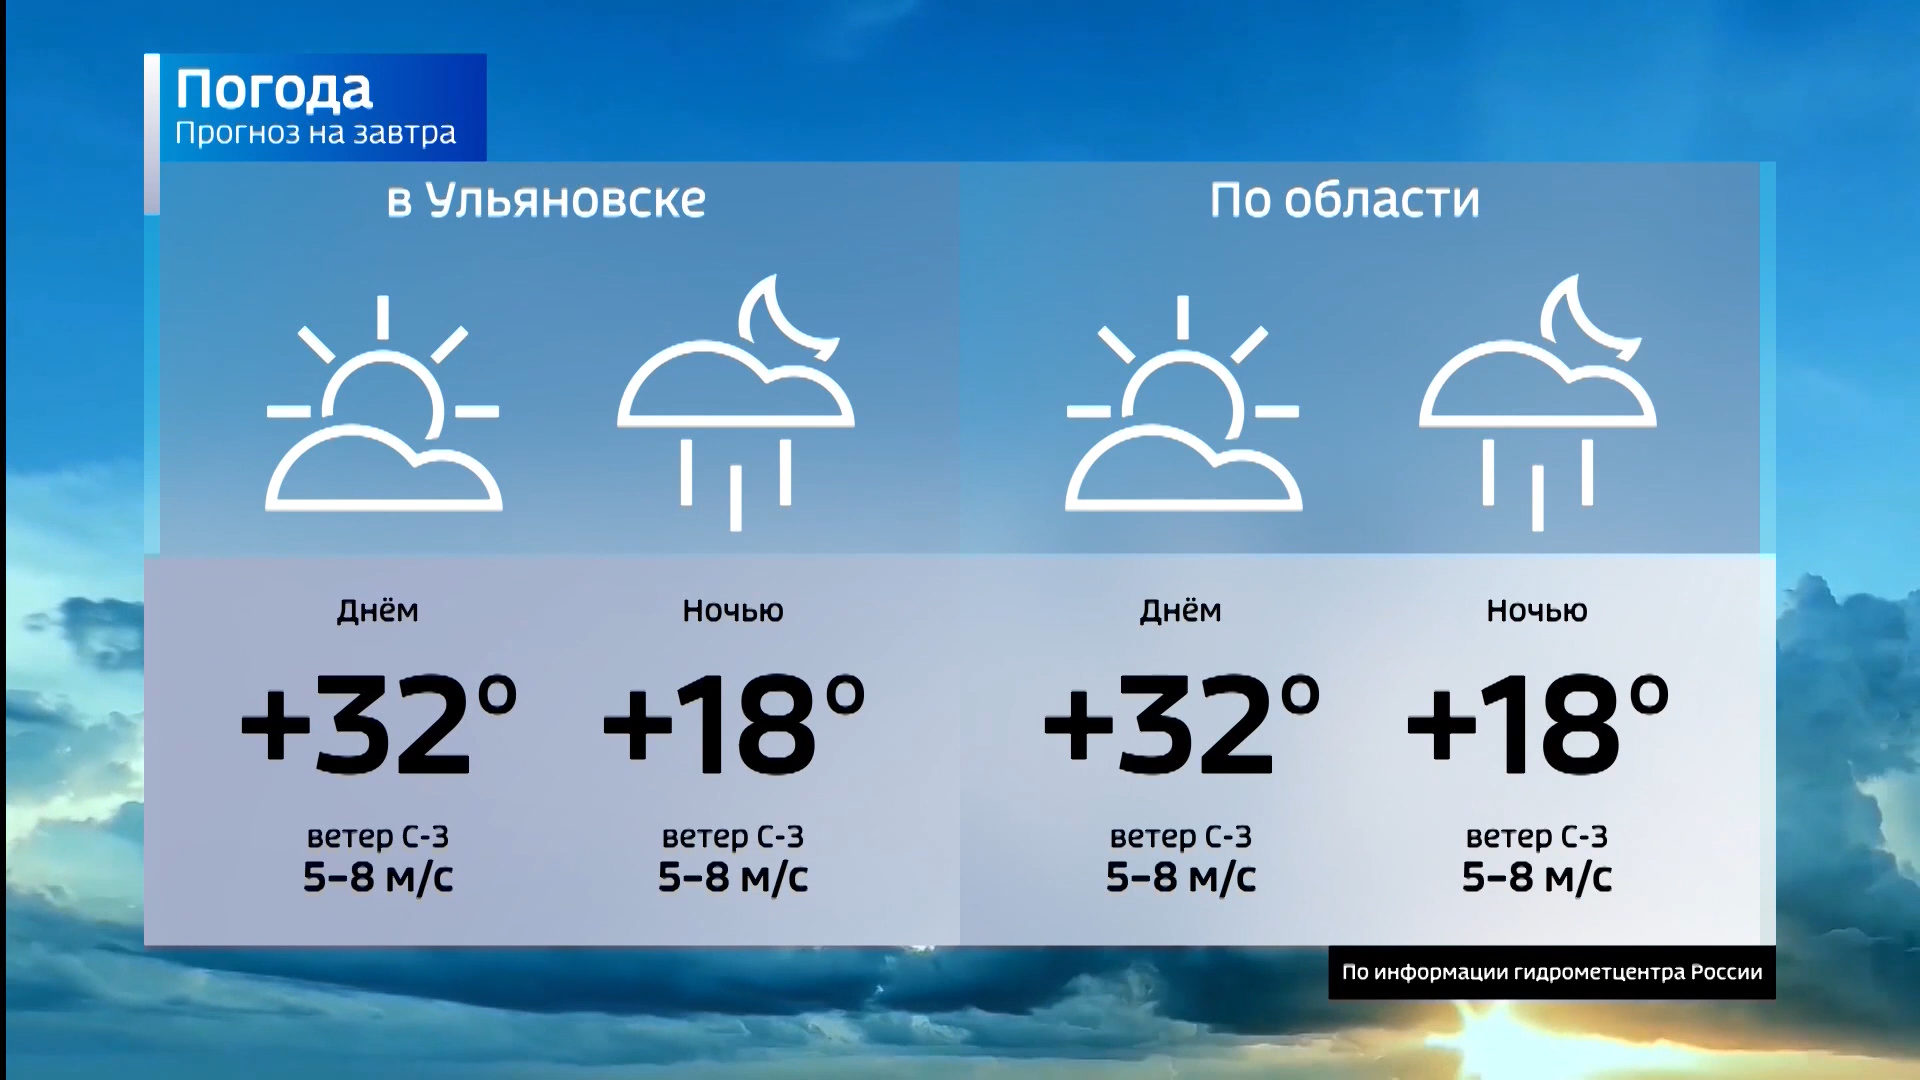 Погода
Прогноз на завтра
в Ульяновске
По области
Днём
Ночью
Днём
Ночью
+32°
+18°
+32°
+18°
ветер С-З
ветер С-З
ветер С-З
ветер С-З
5-8 м/с
5-8 м/с
5-8 м/с
5-8 м/с
По информации гидрометцентра России